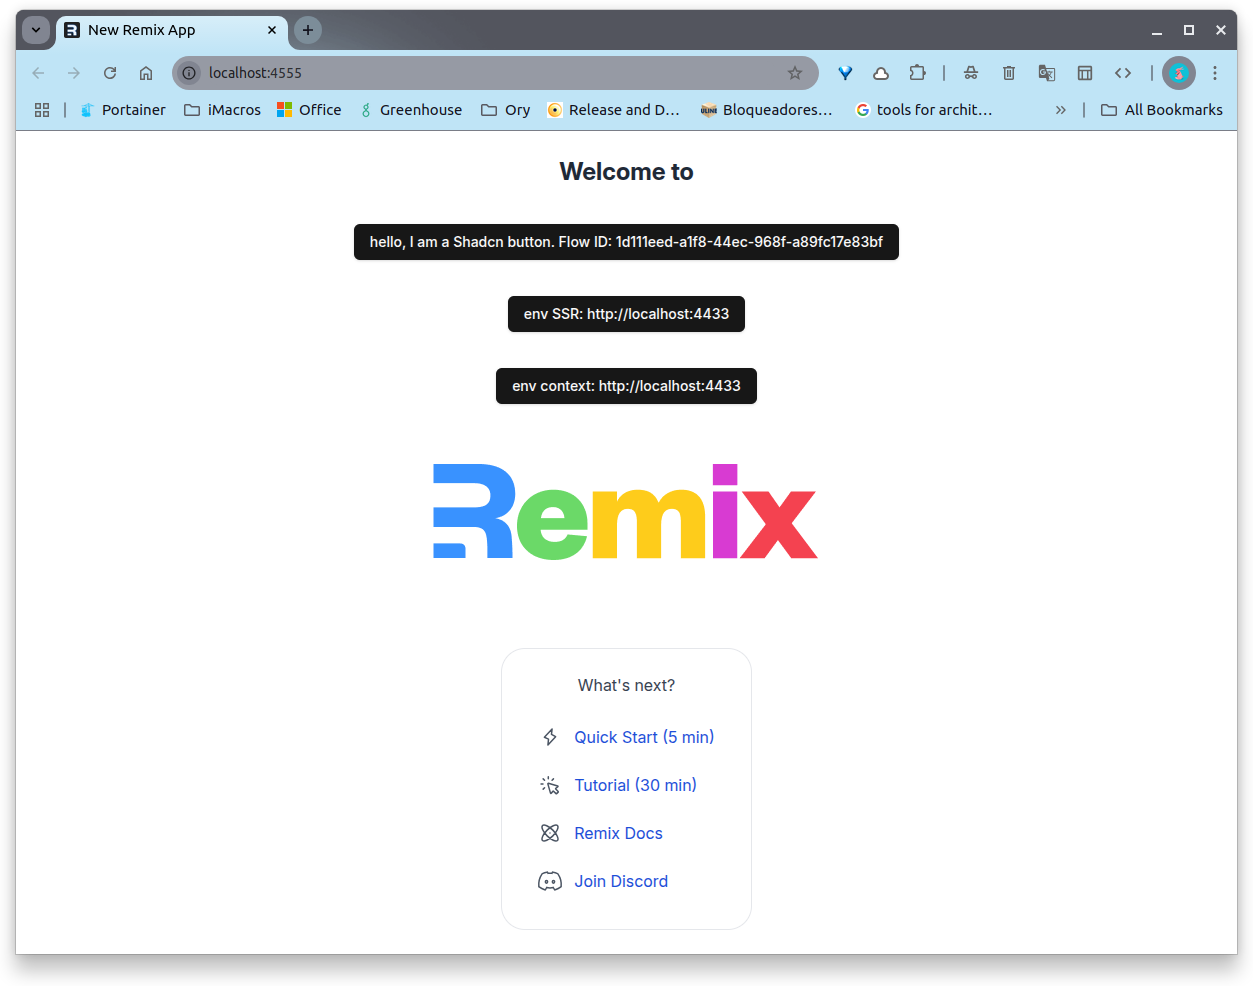 New Remix App
localhost:4555
Portainer iMacros Office Greenhouse Ory Release and D... Bloqueadores... tools for archit... » All Bookmarks
Welcome to
hello, I am a Shadcn button. Flow ID: 1d111eed-a1f8-44ec-968f-a89fc17e83bf
env SSR: http://localhost:4433
env context: http://localhost:4433
Remix
What's next?
Quick Start (5 min)
Tutorial (30 min)
Remix Docs
Join Discord